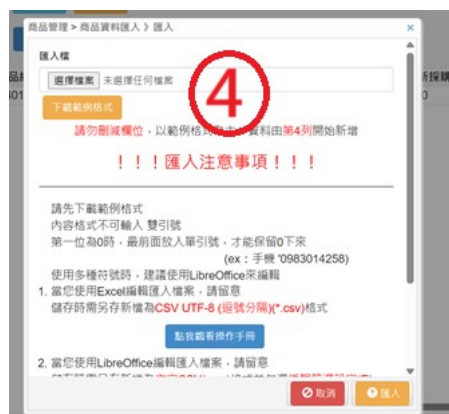 商品管理 > 商品資料匯入 》匯入
×
匯入檔
選擇檔案 未選擇任何檔案
下載範例格式
4
請勿刪減欄位，以範例格式 資料由第4列開始新增
！！！匯入注意事項！！！
請先下載範例格式
內容格式不可輸入 雙引號
第一位為0時，最前面放入單引號，才能保留0下來
(ex：手機 '0983014258)
使用多種符號時，建議使用LibreOffice來編輯
1. 當您使用Excel編輯匯入檔案，請留意
儲存時需另存新檔為CSV UTF-8 (逗號分隔)(*.csv)格式
點我觀看操作手冊
2. 當您使用LibreOffice編輯匯入檔案，請留意
取消
匯入